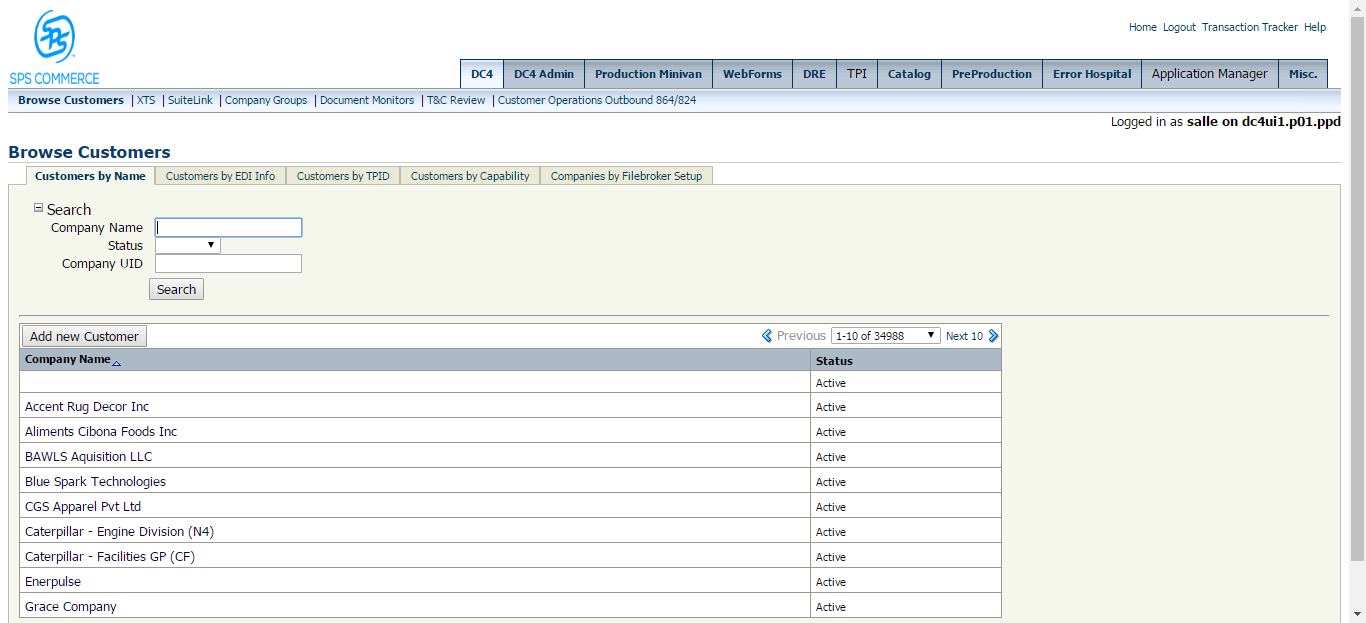 SPS
SPS COMMERCE
Home Logout Transaction Tracker Help
DC4 DC4 Admin Production Minivan WebForms DRE TPI Catalog PreProduction Error Hospital Application Manager Misc.
Browse Customers | XTS | SuiteLink | Company Groups | Document Monitors | T&C Review | Customer Operations Outbound 864/824
Logged in as salle on dc4ui1.p01.ppd
Browse Customers
Customers by Name Customers by EDI Info Customers by TPID Customers by Capability Companies by Filebroker Setup
Search
Company Name
Status
Company UID
Search
Add new Customer Previous 1-10 of 34988 Next 10
Company Name Status
Active
Accent Rug Decor Inc Active
Aliments Cibona Foods Inc Active
BAWLS Aquisition LLC Active
Blue Spark Technologies Active
CGS Apparel Pvt Ltd Active
Caterpillar - Engine Division (N4) Active
Caterpillar - Facilities GP (CF) Active
Enerpulse Active
Grace Company Active